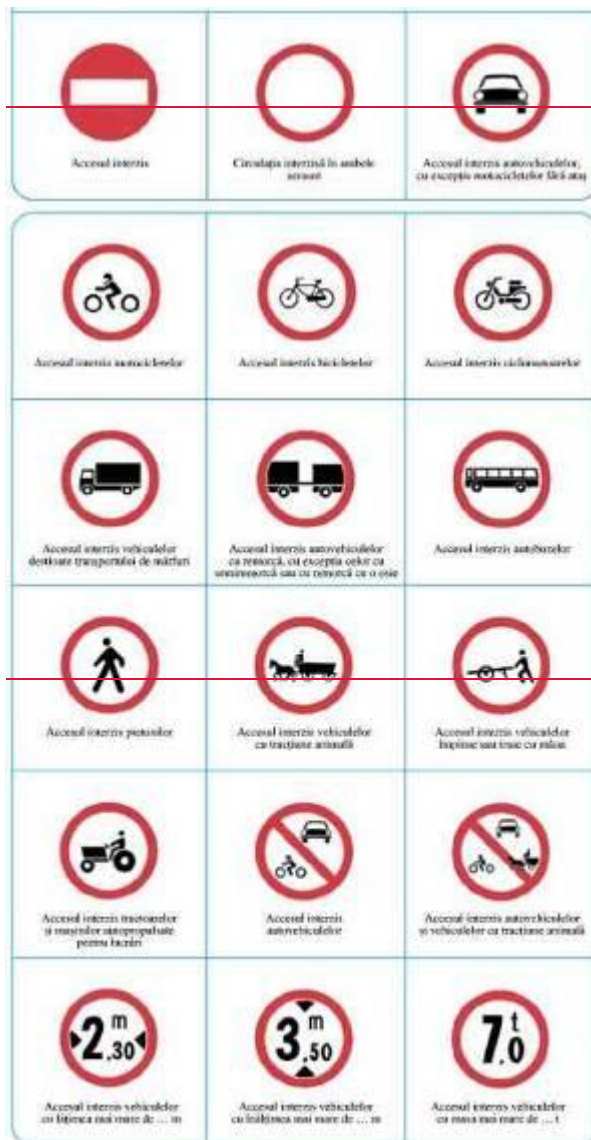 Accesul interzis
Circulația interzisă în ambele
sensuri
Accesul interzis autovehiculelor,
cu excepția motocicletelor fără ataș
Accesul interzis motocicletelor
Accesul interzis bicicletelor
Accesul interzis ciclomotoarelor
Accesul interzis vehiculelor
destinate transportului de mărfuri
Accesul interzis autovehiculelor
cu remorcă, cu excepția celor cu
semiremorcă sau cu remorcă cu o osie
Accesul interzis autobuzelor
Accesul interzis pietonilor
Accesul interzis vehiculelor
cu tracțiune animală
Accesul interzis vehiculelor
împinse sau trase cu mâna
Accesul interzis tractoarelor
și mașinilor autopropulsate
pentru lucrări
Accesul interzis
autovehiculelor
Accesul interzis autovehiculelor
și vehiculelor cu tracțiune animală
2 m ,30
Accesul interzis vehiculelor
cu lățimea mai mare de ... m
3 m ,50
Accesul interzis vehiculelor
cu înălțimea mai mare de ... m
7 t ,0
Accesul interzis vehiculelor
cu masa mai mare de ... t